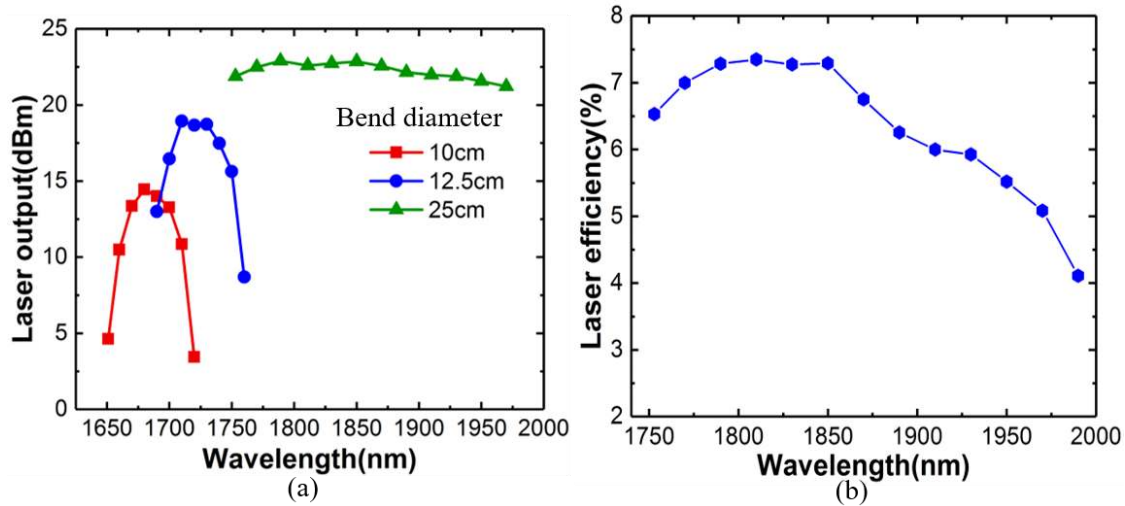 30
25
20
15
10
5
0
Laser output(dBm)
Bend diameter
10cm
12.5cm
25cm
1650 1700 1750 1800 1850 1900 1950 2000
Wavelength(nm)
(a)
8
7
6
5
4
3
2
Laser efficiency(%)
1750 1800 1850 1900 1950 2000
Wavelength(nm)
(b)